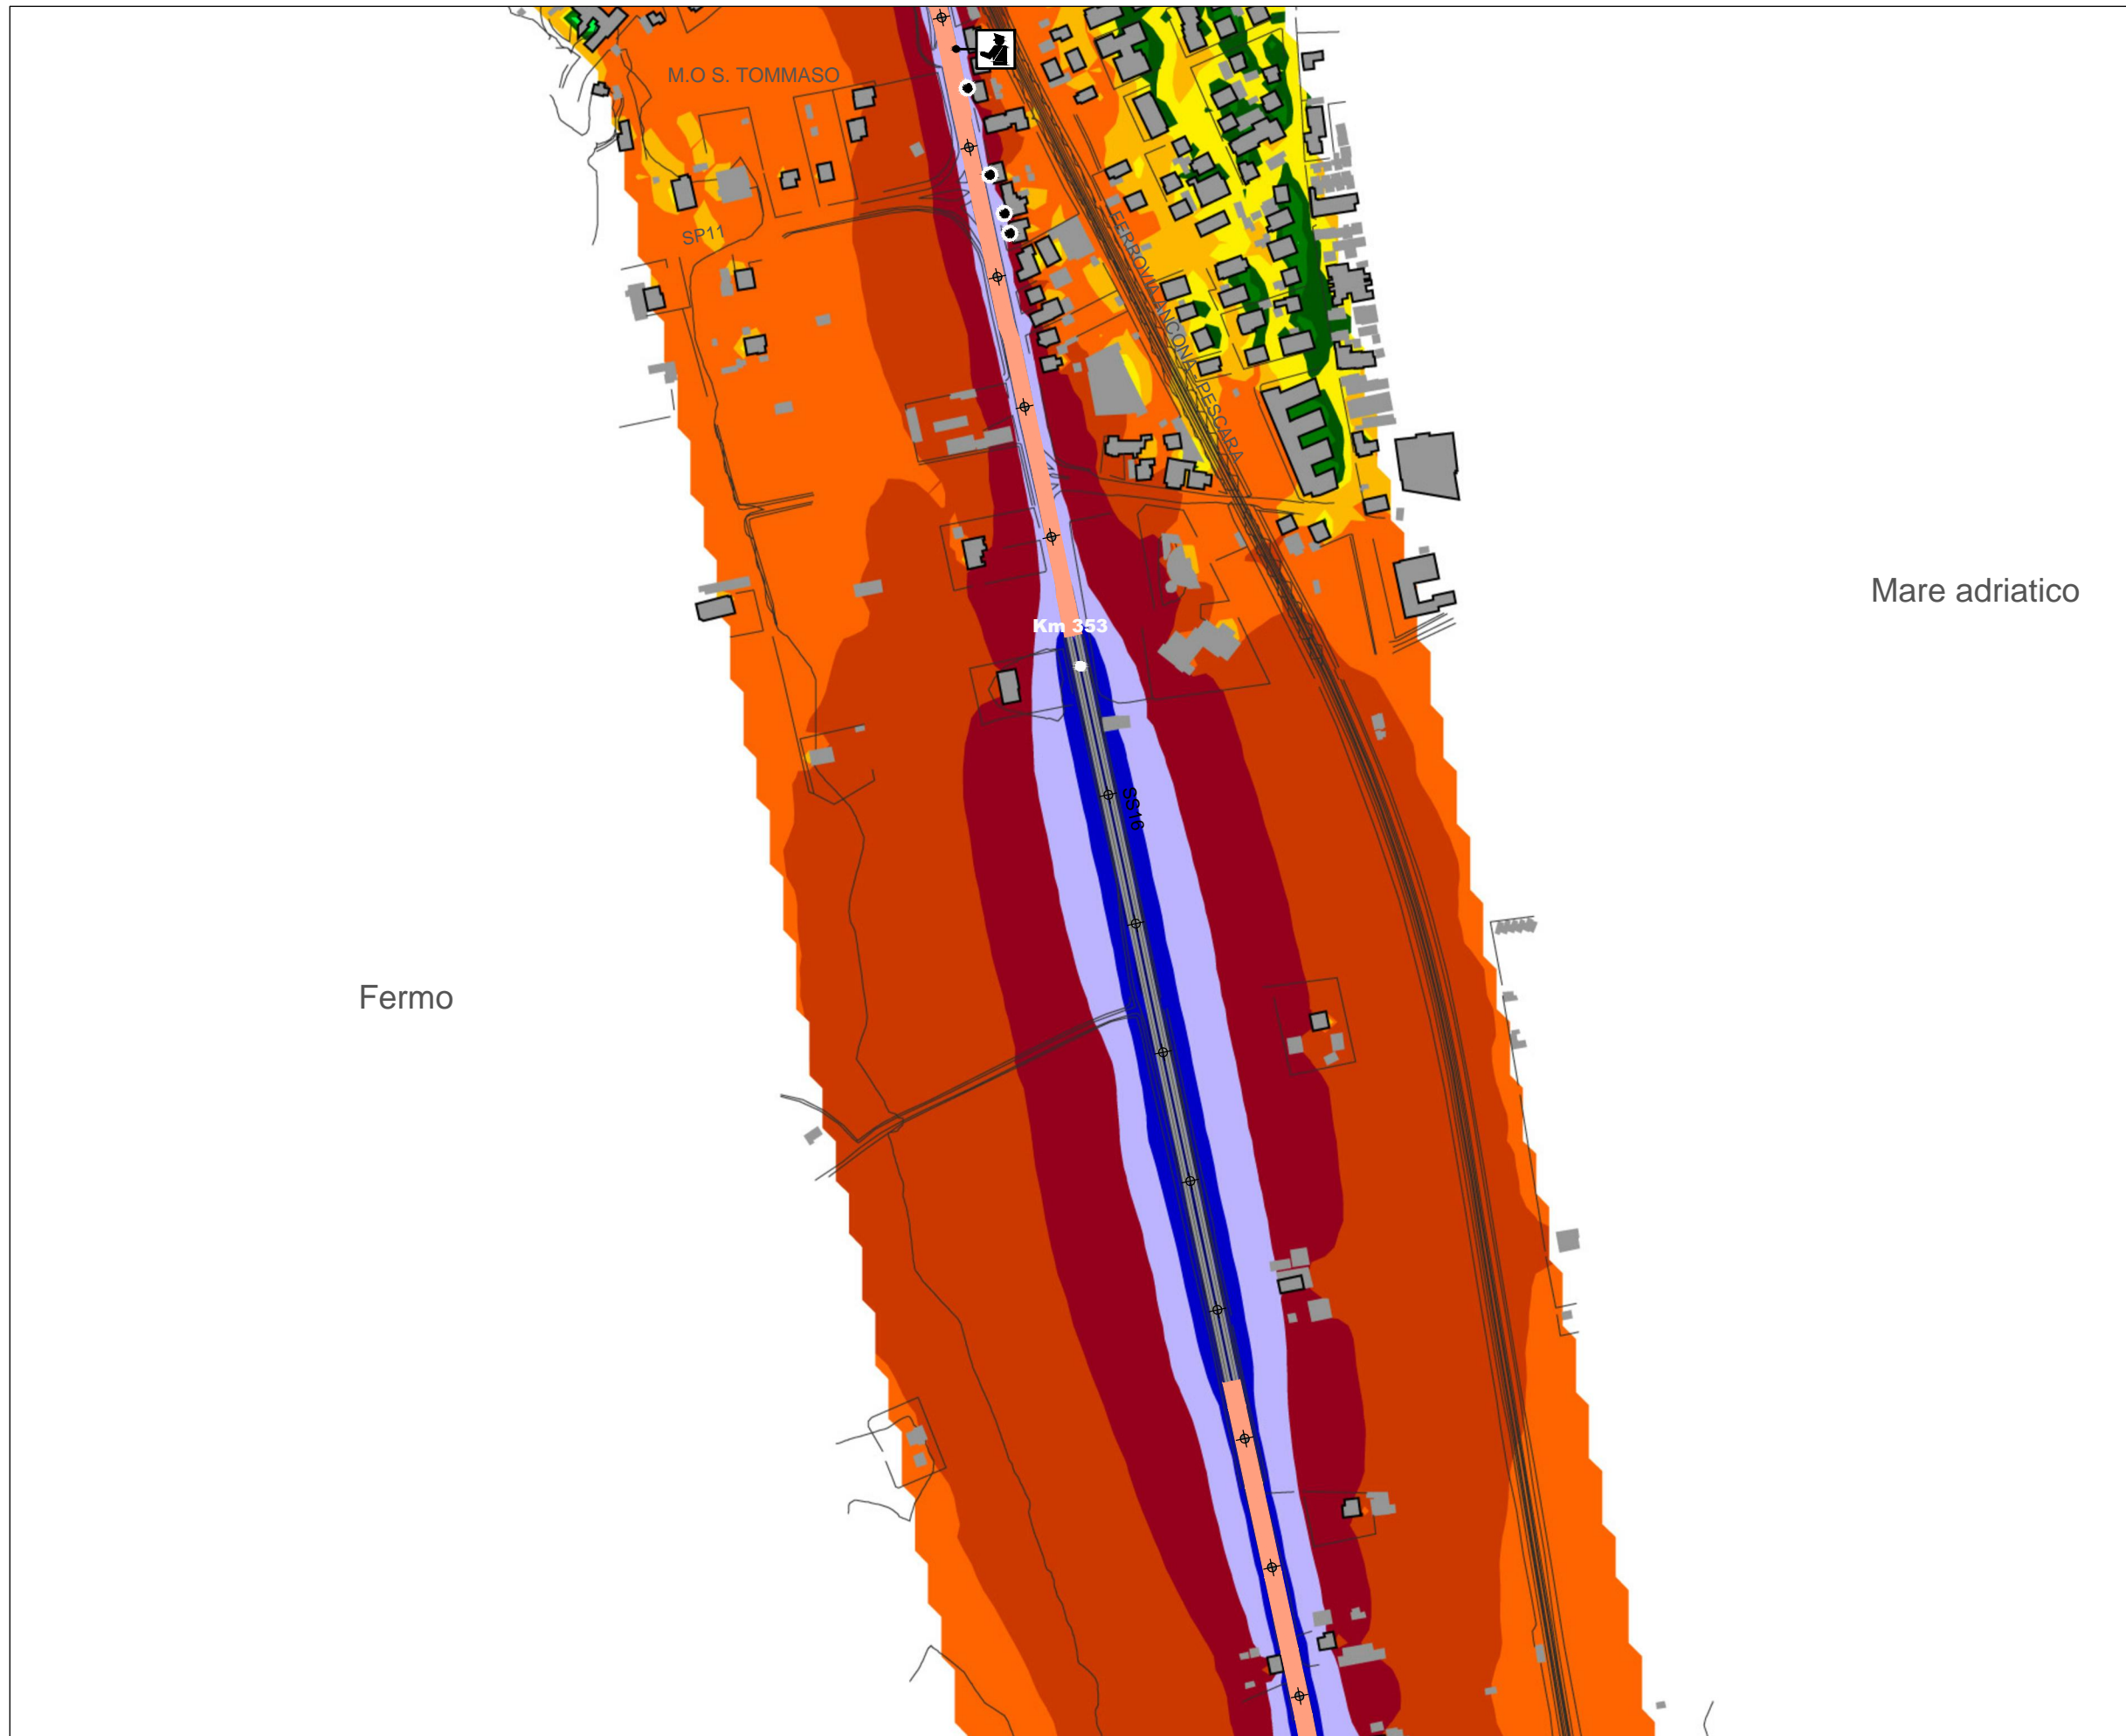 M.O S. TOMMASO
SP11
FERROVIA ANCONA - PESCARA
Mare adriatico
Km 353
SS16
Fermo